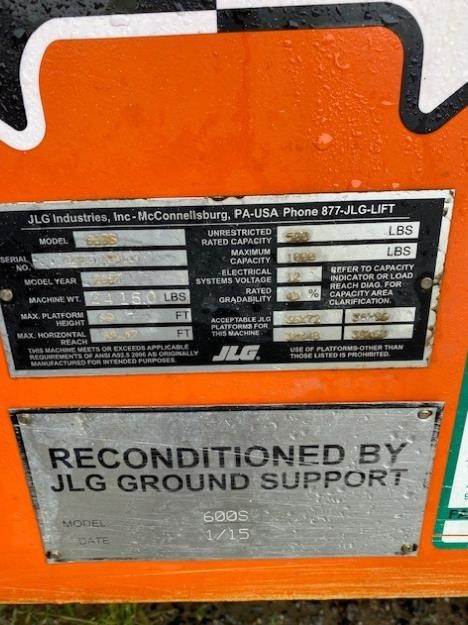 JLG Industries, Inc - McConnellsburg, PA-USA Phone 877-JLG-LIFT
MODEL 600S
SERIAL NO.
MODEL YEAR
MACHINE WT. LBS
MAX. PLATFORM HEIGHT FT
MAX. HORIZONTAL REACH FT
THIS MACHINE MEETS OR EXCEEDS APPLICABLE
REQUIREMENTS OF ANSI A92.5 2006 AS ORIGINALLY
MANUFACTURED FOR INTENDED PURPOSES.
UNRESTRICTED RATED CAPACITY 500 LBS
MAXIMUM CAPACITY 1000 LBS
ELECTRICAL SYSTEMS VOLTAGE 12
RATED GRADABILITY %
REFER TO CAPACITY
INDICATOR OR LOAD
REACH DIAG. FOR
CAPACITY AREA
CLARIFICATION.
ACCEPTABLE JLG
PLATFORMS FOR
THIS MACHINE
36X72
JLG
USE OF PLATFORMS OTHER THAN
THOSE LISTED IS PROHIBITED.
RECONDITIONED BY
JLG GROUND SUPPORT
MODEL 600S
DATE 1/15